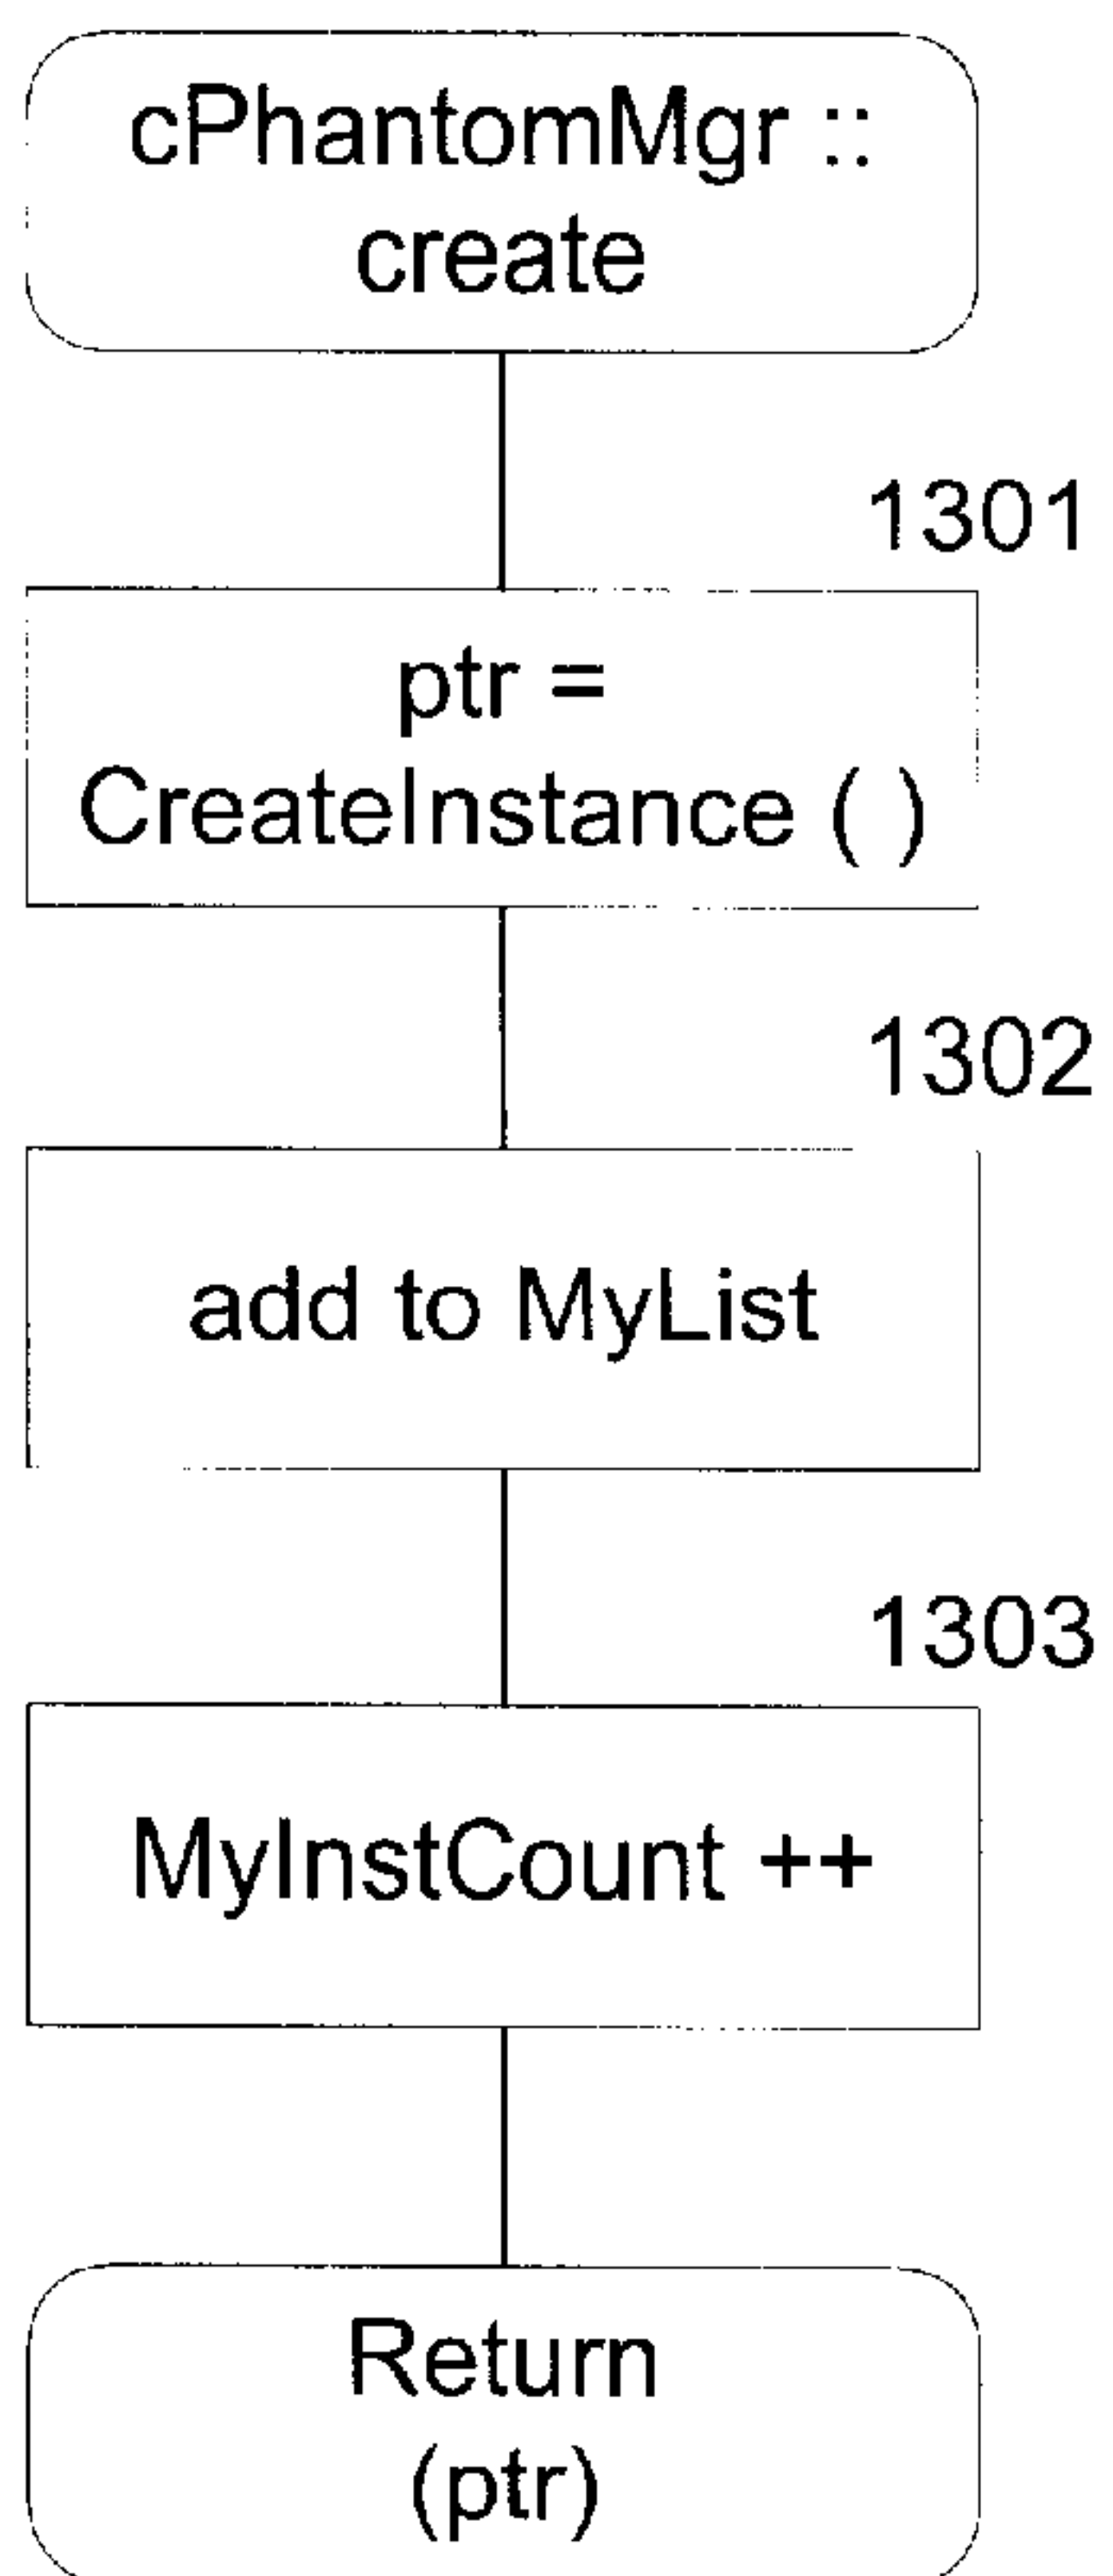 cPhantomMgr ::
create
1301
ptr =
CreateInstance ( )
1302
add to MyList
1303
MyInstCount ++
Return
(ptr)